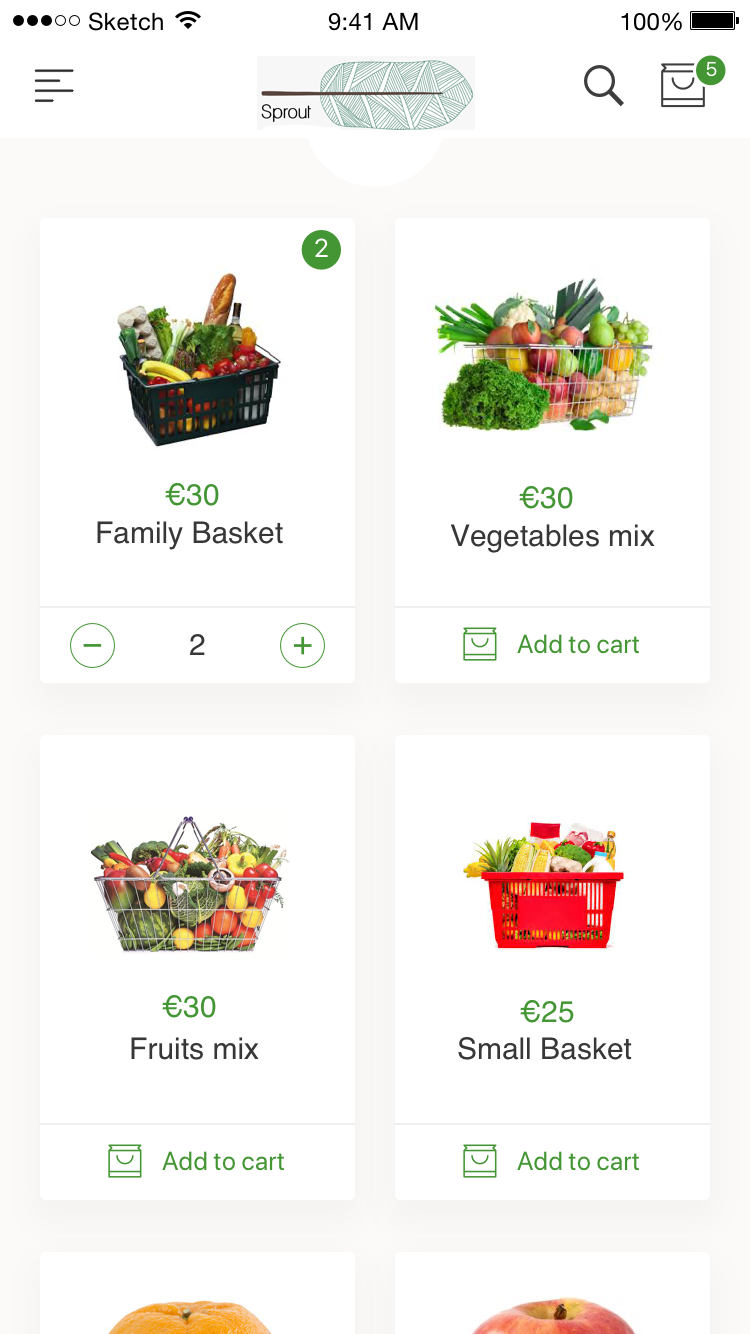 Sketch 9:41 AM 100%
Sprout
5
2
€30
Family Basket
€30
Vegetables mix
2
Add to cart
€30
Fruits mix
€25
Small Basket
Add to cart
Add to cart